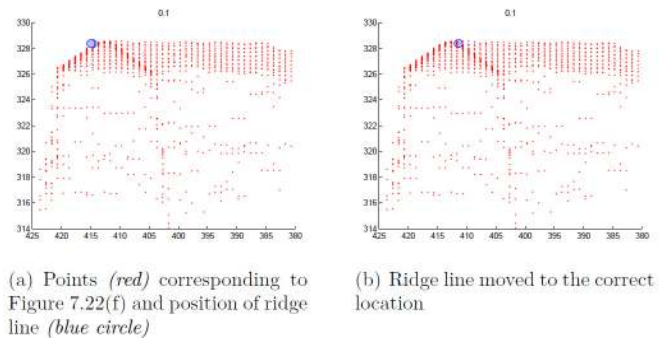 0.1
330
328
326
324
322
320
318
316
314
425 420 415 410 405 400 395 390 385 380
(a) Points (red) corresponding to
Figure 7.22(f) and position of ridge
line (blue circle)
0.1
330
328
326
324
322
320
318
316
314
425 420 415 410 405 400 395 390 385 380
(b) Ridge line moved to the correct
location